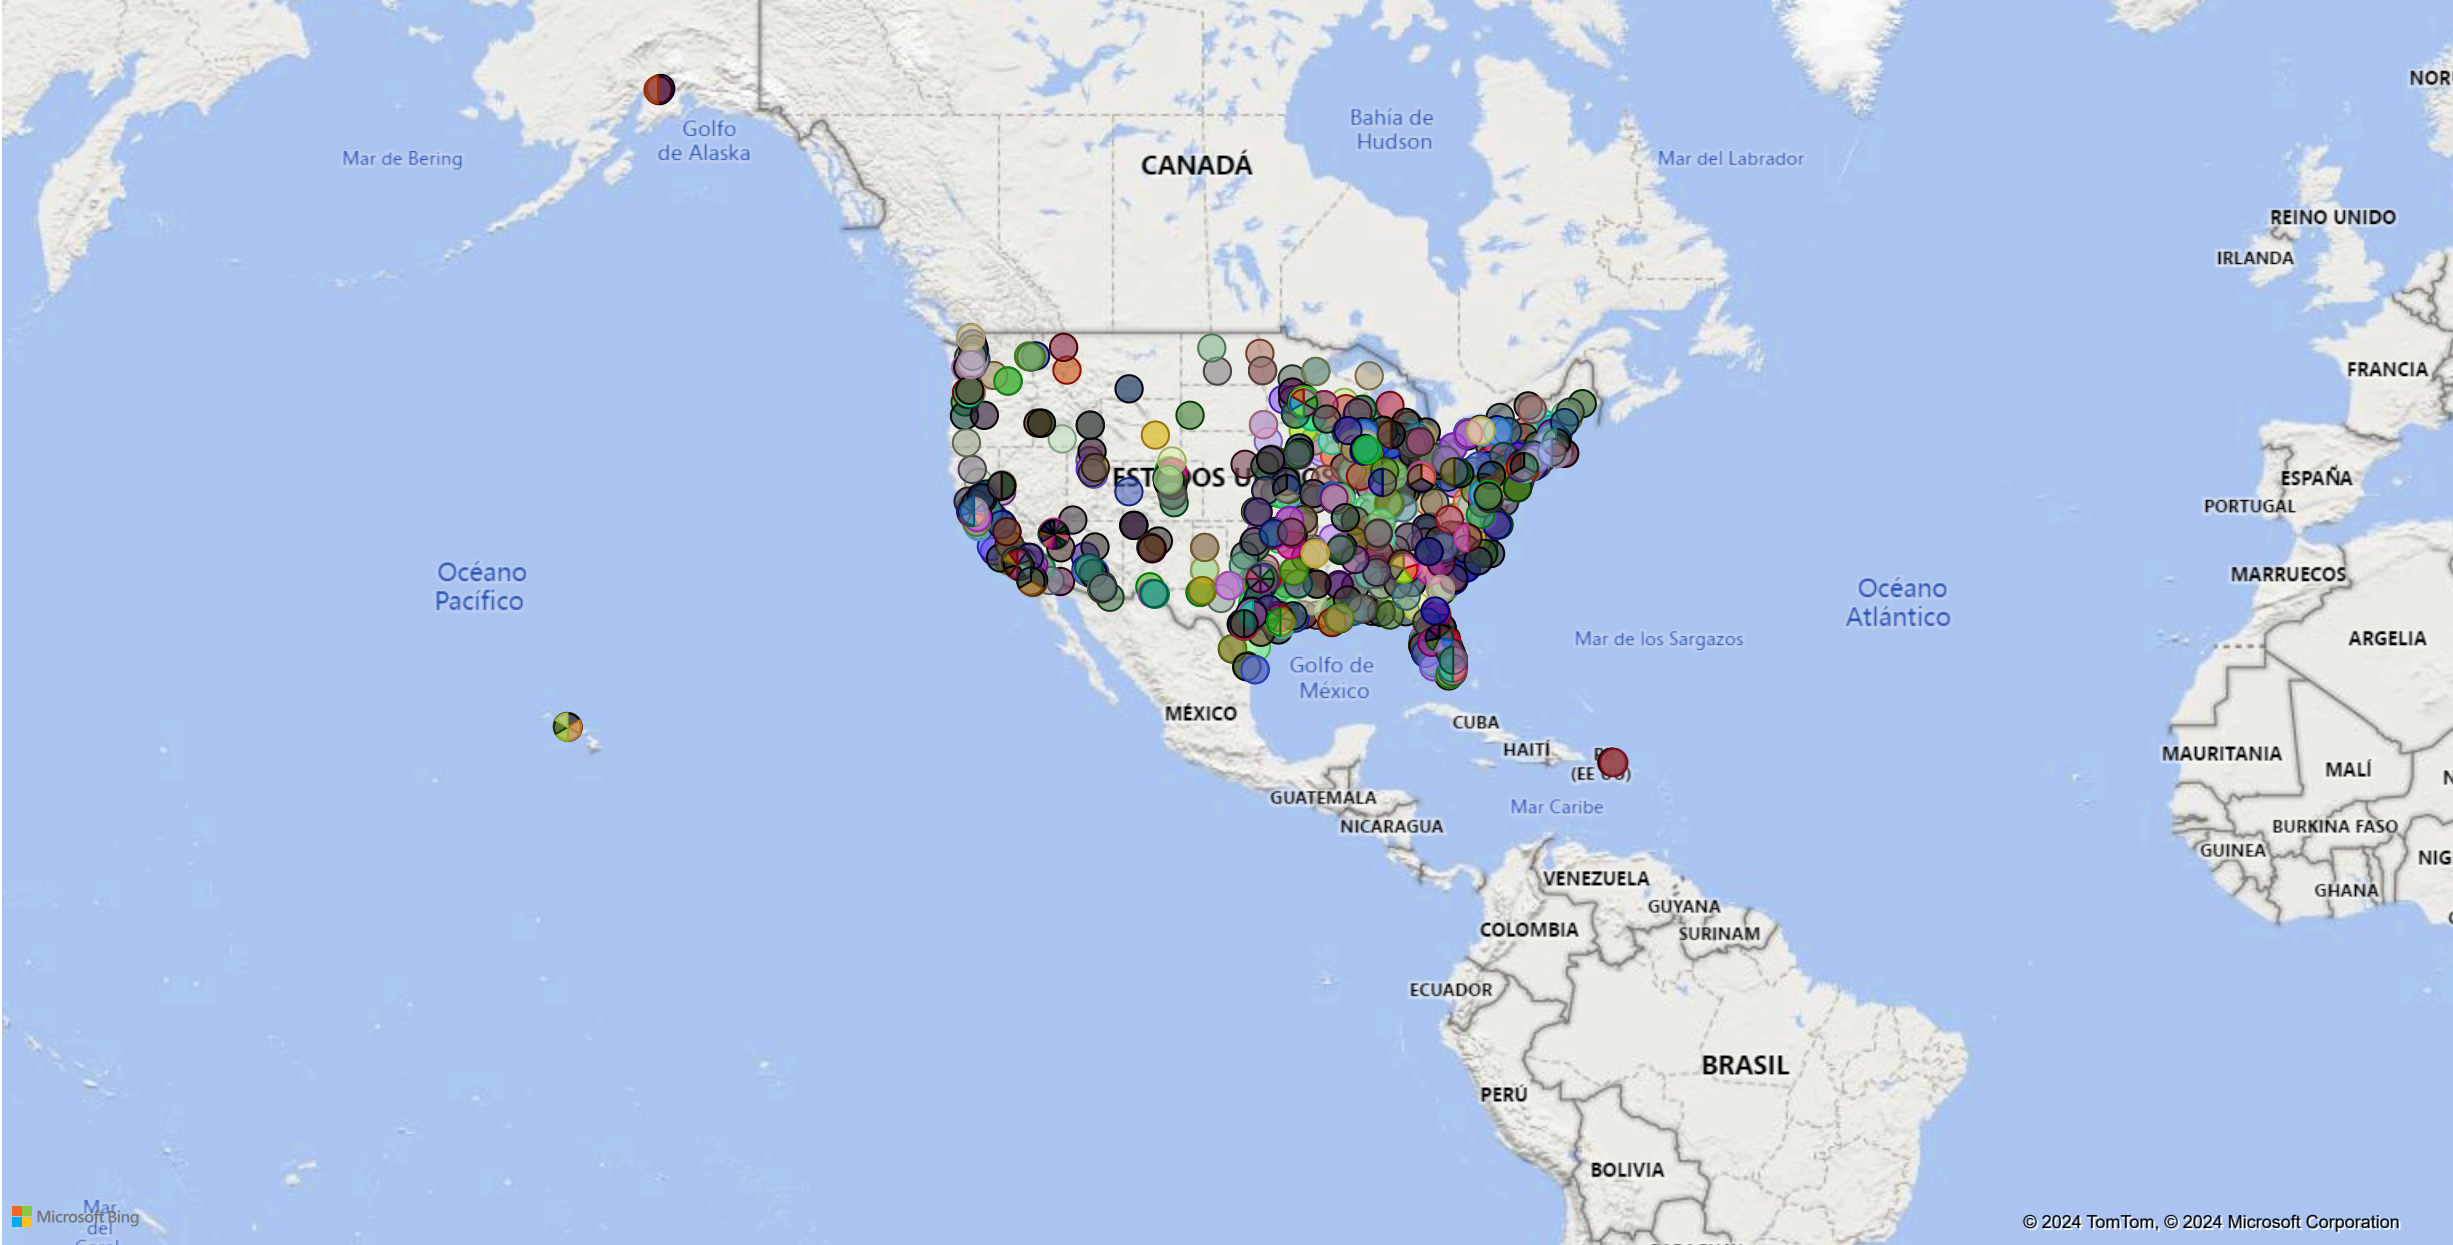 NOR
Golfo
de Alaska
Mar de Bering
Bahía de
Hudson
CANADÁ
Mar del Labrador
REINO UNIDO
IRLANDA
FRANCIA
ESPAÑA
PORTUGAL
MARRUECOS
Océano
Pacífico
Océano
Atlántico
Mar de los Sargazos
ARGELIA
Golfo de
México
MÉXICO
CUBA
HAITÍ
MAURITANIA
MALÍ
GUATEMALA
Mar Caribe
NICARAGUA
BURKINA FASO
GUINEA
NIG
GHANA
VENEZUELA
GUYANA
SURINAM
COLOMBIA
ECUADOR
BRASIL
PERÚ
BOLIVIA
Mar
del
Microsoft Bing
© 2024 TomTom, © 2024 Microsoft Corporation